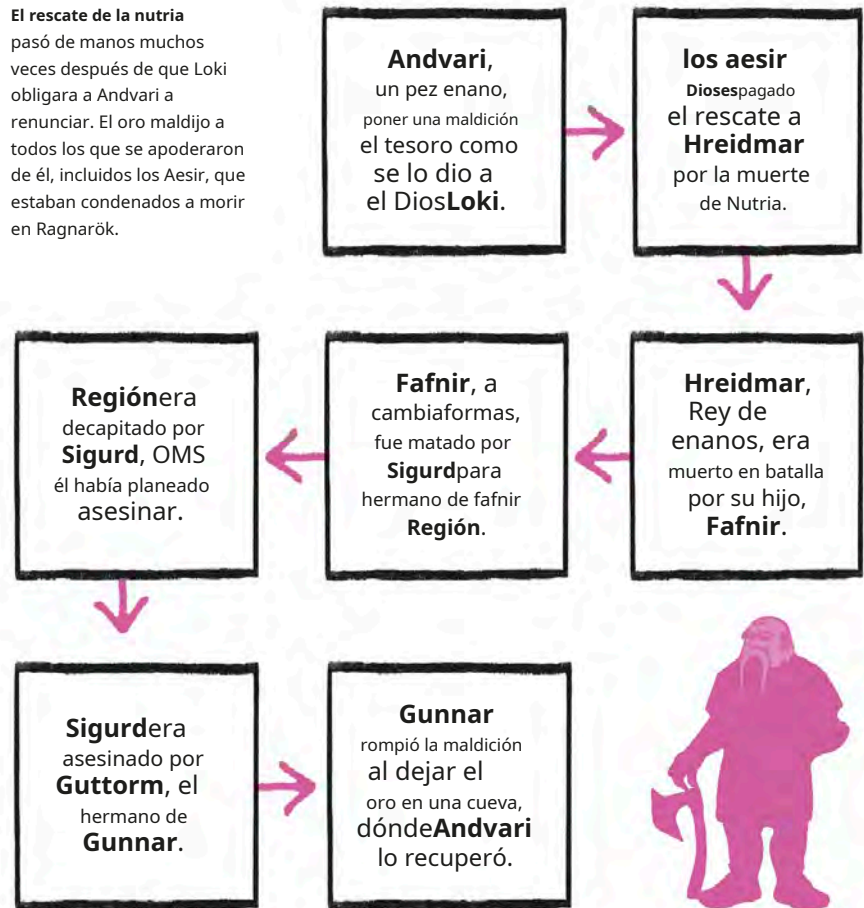 El rescate de la nutria
pasó de manos muchos
veces después de que Loki
obligara a Andvari a
renunciar. El oro maldijo a
todos los que se apoderaron
de él, incluidos los Aesir, que
estaban condenados a morir
en Ragnarök.
Andvari,
un pez enano,
poner una maldición
el tesoro como
se lo dio a
el DiosLoki.
los aesir
Diosespagado
el rescate a
Hreidmar
por la muerte
de Nutria.
Hreidmar,
Rey de
enanos, era
muerto en batalla
por su hijo,
Fafnir.
Fafnir, a
cambiaformas,
fue matado por
Sigurdpara
hermano de fafnir
Región.
Regiónera
decapitado por
Sigurd, OMS
él había planeado
asesinar.
Sigurdera
asesinado por
Guttorm, el
hermano de
Gunnar.
Gunnar
rompió la maldición
al dejar el
oro en una cueva,
dóndeAndvari
lo recuperó.